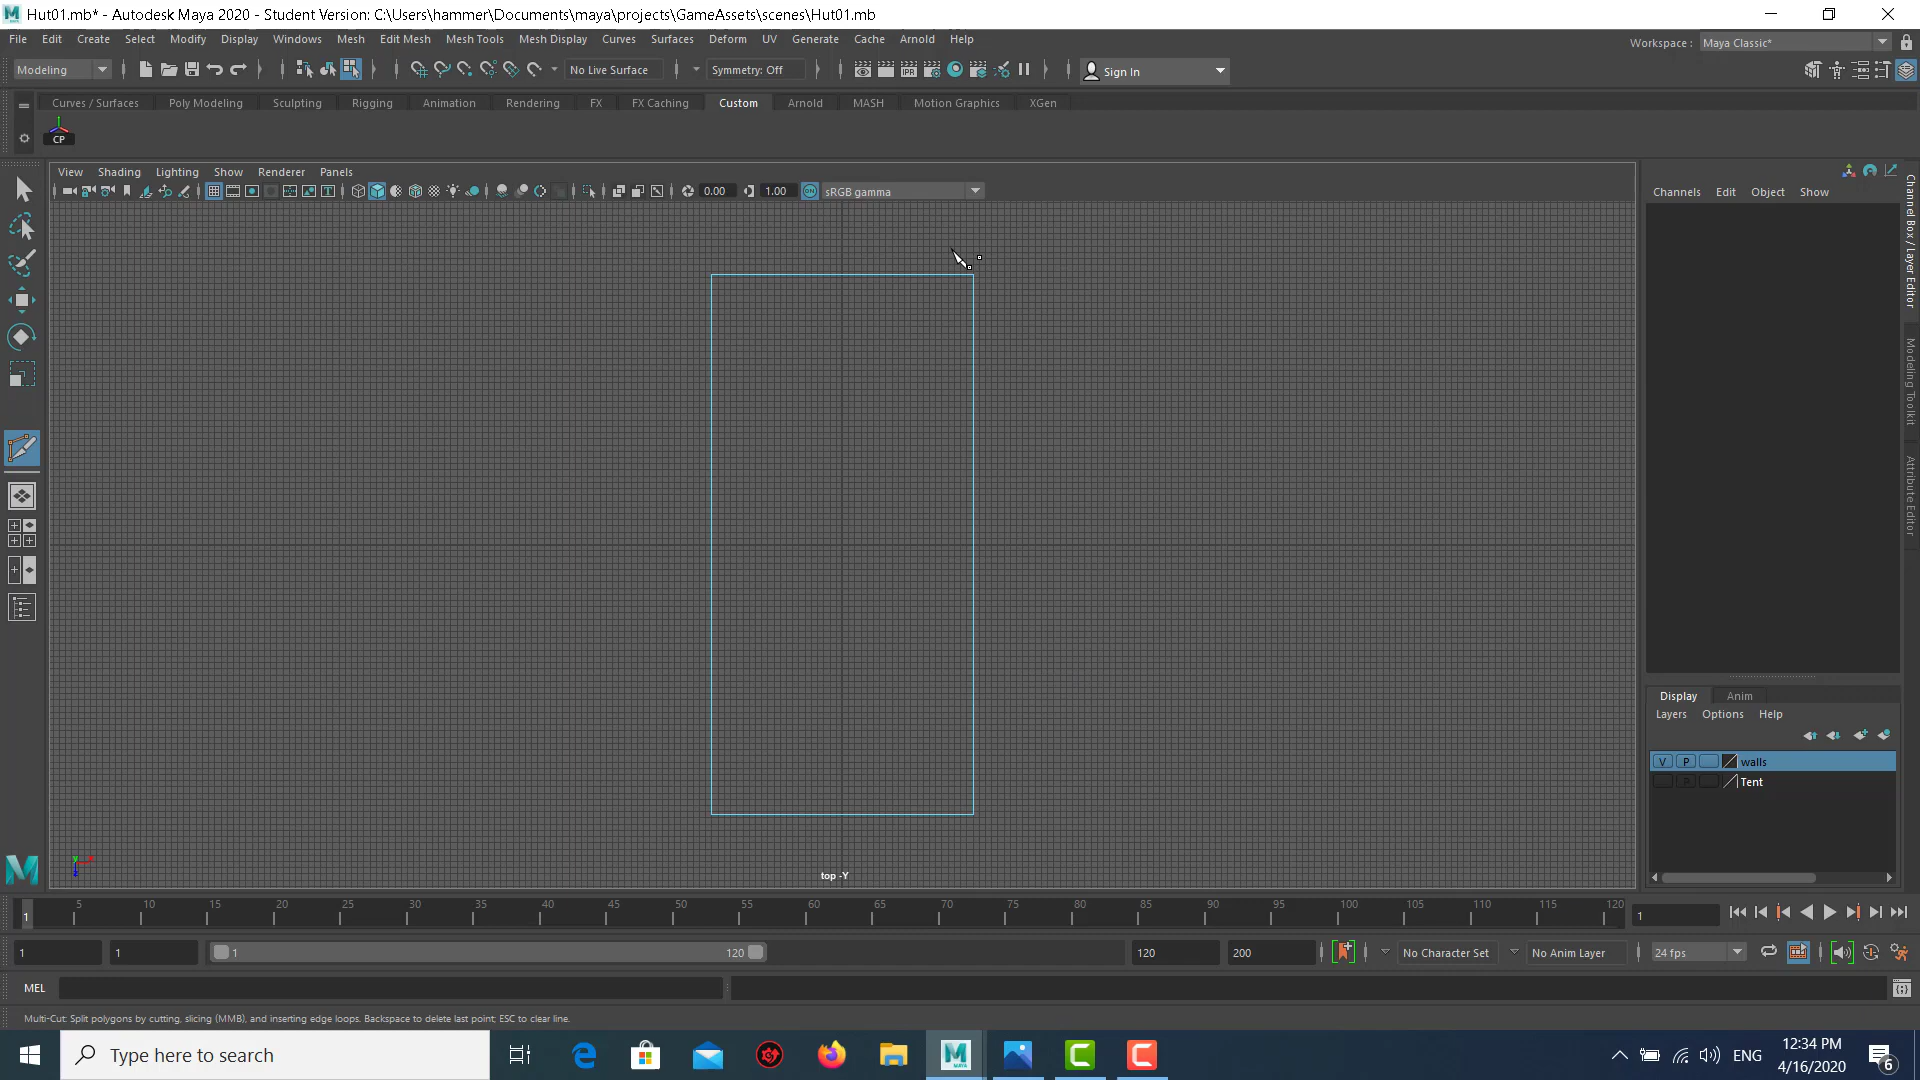 Hut01.mb* - Autodesk Maya 2020 - Student Version: C:\Users\hammer\Documents\maya\projects\GameAssets\scenes\Hut01.mb
File Edit Create Select Modify Display Windows Mesh Edit Mesh Mesh Tools Mesh Display Curves Surfaces Deform UV Generate Cache Arnold Help
Workspace : Maya Classic*
Modeling No Live Surface Symmetry: Off IPR Sign In
Curves / Surfaces Poly Modeling Sculpting Rigging Animation Rendering FX FX Caching Custom Arnold MASH Motion Graphics XGen
CP
View Shading Lighting Show Renderer Panels
0.00 1.00 ON sRGB gamma
Channels Edit Object Show
Channel Box / Layer Editor
Modeling Toolkit
Attribute Editor
Display Anim
Layers Options Help
V P walls
P Tent
top -Y
1 5 10 15 20 25 30 35 40 45 50 55 60 65 70 75 80 85 90 95 100 105 110 115 120 1
1 1 1 120 120 200 No Character Set No Anim Layer 24 fps
MEL
Multi-Cut: Split polygons by cutting, slicing (MMB), and inserting edge loops. Backspace to delete last point; ESC to clear line.
Type here to search
ENG
12:34 PM
4/16/2020
6